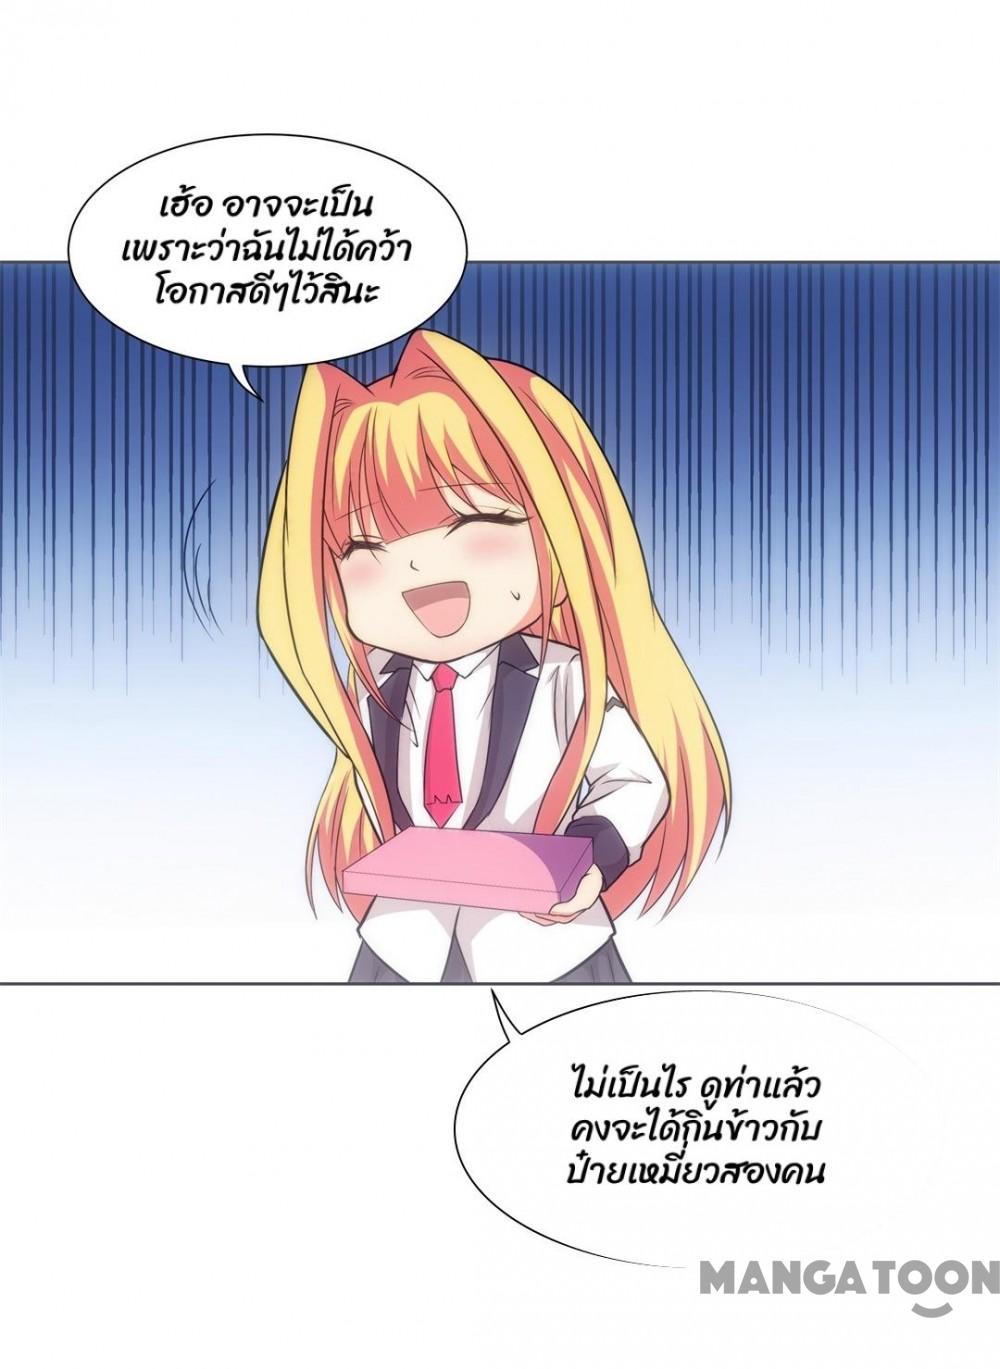 เฮ้อ อาจจะเป็น
เพราะว่าฉันไม่ได้คว้า
โอกาสดีๆไว้สินะ
ไม่เป็นไร ดูท่าแล้ว
คงจะได้กินข้าวกับ
ป๋ายเหมี่ยวสองคน
MANGATOON